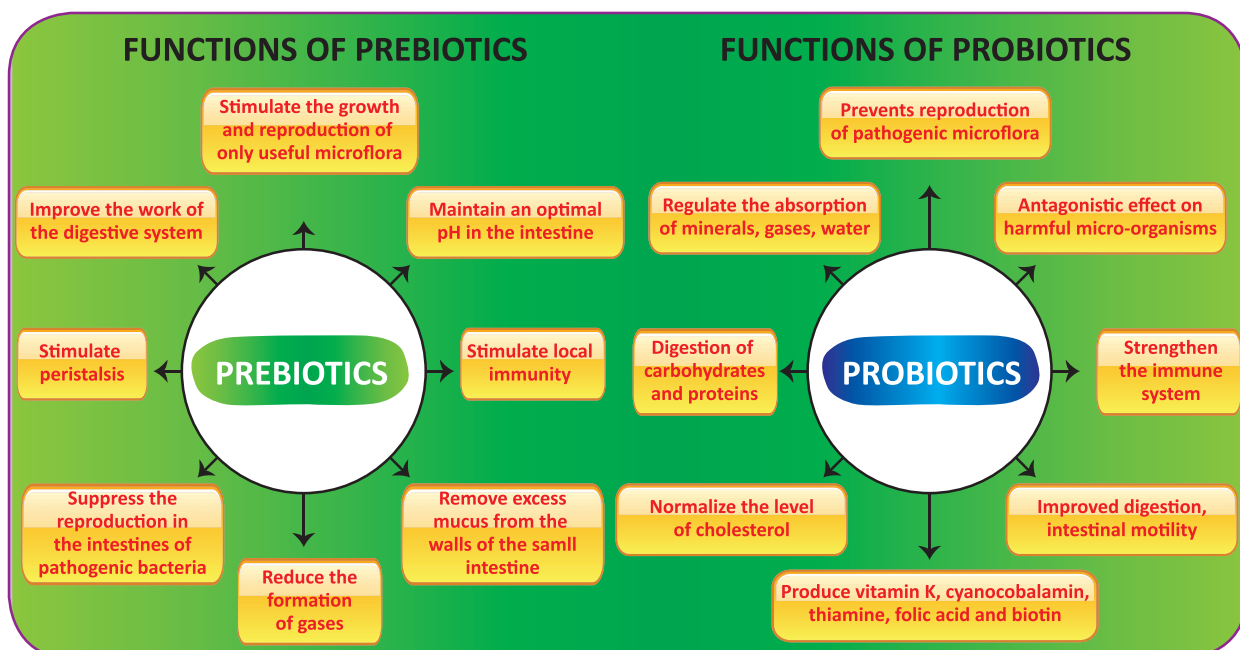 FUNCTIONS OF PREBIOTICS
Stimulate the growth
and reproduction of
only useful microflora
Improve the work of
the digestive system
Maintain an optimal
pH in the intestine
Stimulate
peristalsis
PREBIOTICS
Stimulate local
immunity
Suppress the
reproduction in
the intestines of
pathogenic bacteria
Remove excess
mucus from the
walls of the samll
intestine
Reduce the
formation
of gases
FUNCTIONS OF PROBIOTICS
Prevents reproduction
of pathogenic microflora
Regulate the absorption
of minerals, gases, water
Antagonistic effect on
harmful micro-organisms
Digestion of
carbohydrates
and proteins
PROBIOTICS
Strengthen
the immune
system
Normalize the level
of cholesterol
Improved digestion,
intestinal motility
Produce vitamin K, cyanocobalamin,
thiamine, folic acid and biotin